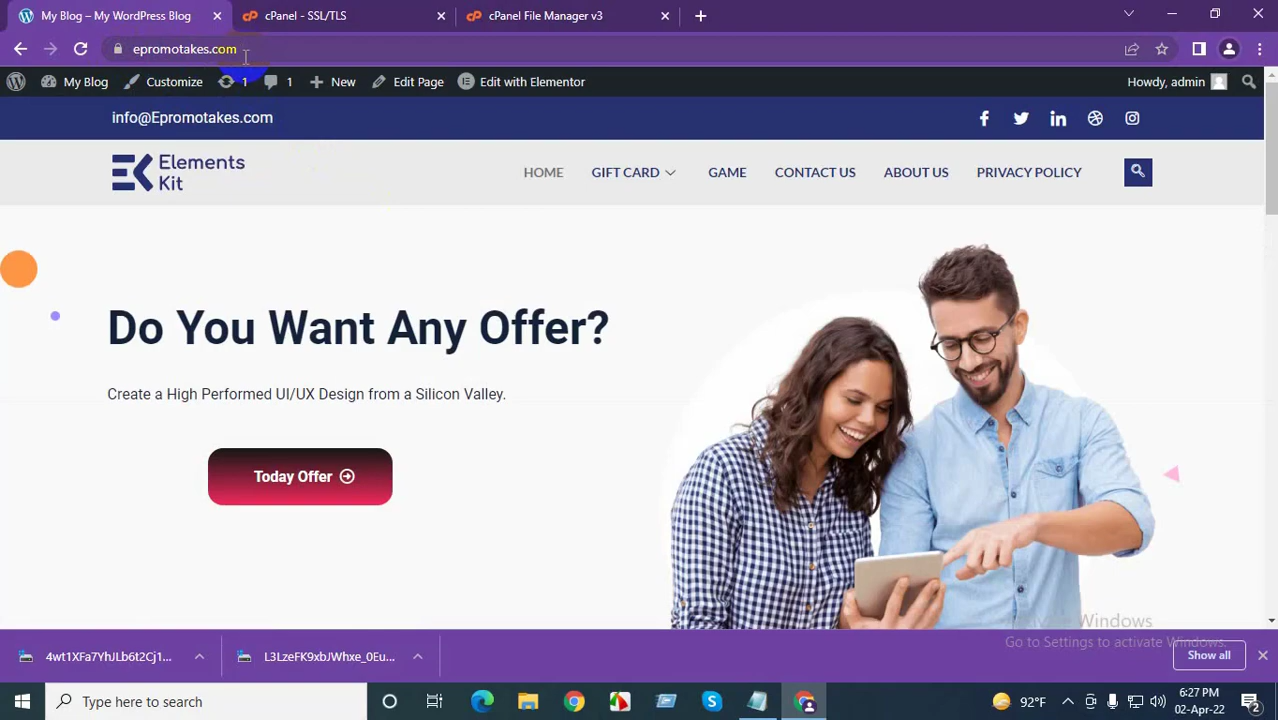 My Blog – My WordPress Blog
cPanel - SSL/TLS
cPanel File Manager v3
epromotakes.com
My Blog
Customize
1
1
New
Edit Page
Edit with Elementor
Howdy, admin
info@Epromotakes.com
Elements
Kit
HOME
GIFT CARD
GAME
CONTACT US
ABOUT US
PRIVACY POLICY
Do You Want Any Offer?
Create a High Performed UI/UX Design from a Silicon Valley.
Today Offer
Windows
Go to Settings to activate Windows.
4wt1XFa7YhJLb6t2Cj1...
L3LzeFK9xbJWhxe_0Eu...
Show all
Type here to search
92°F
6:27 PM
02-Apr-22
2